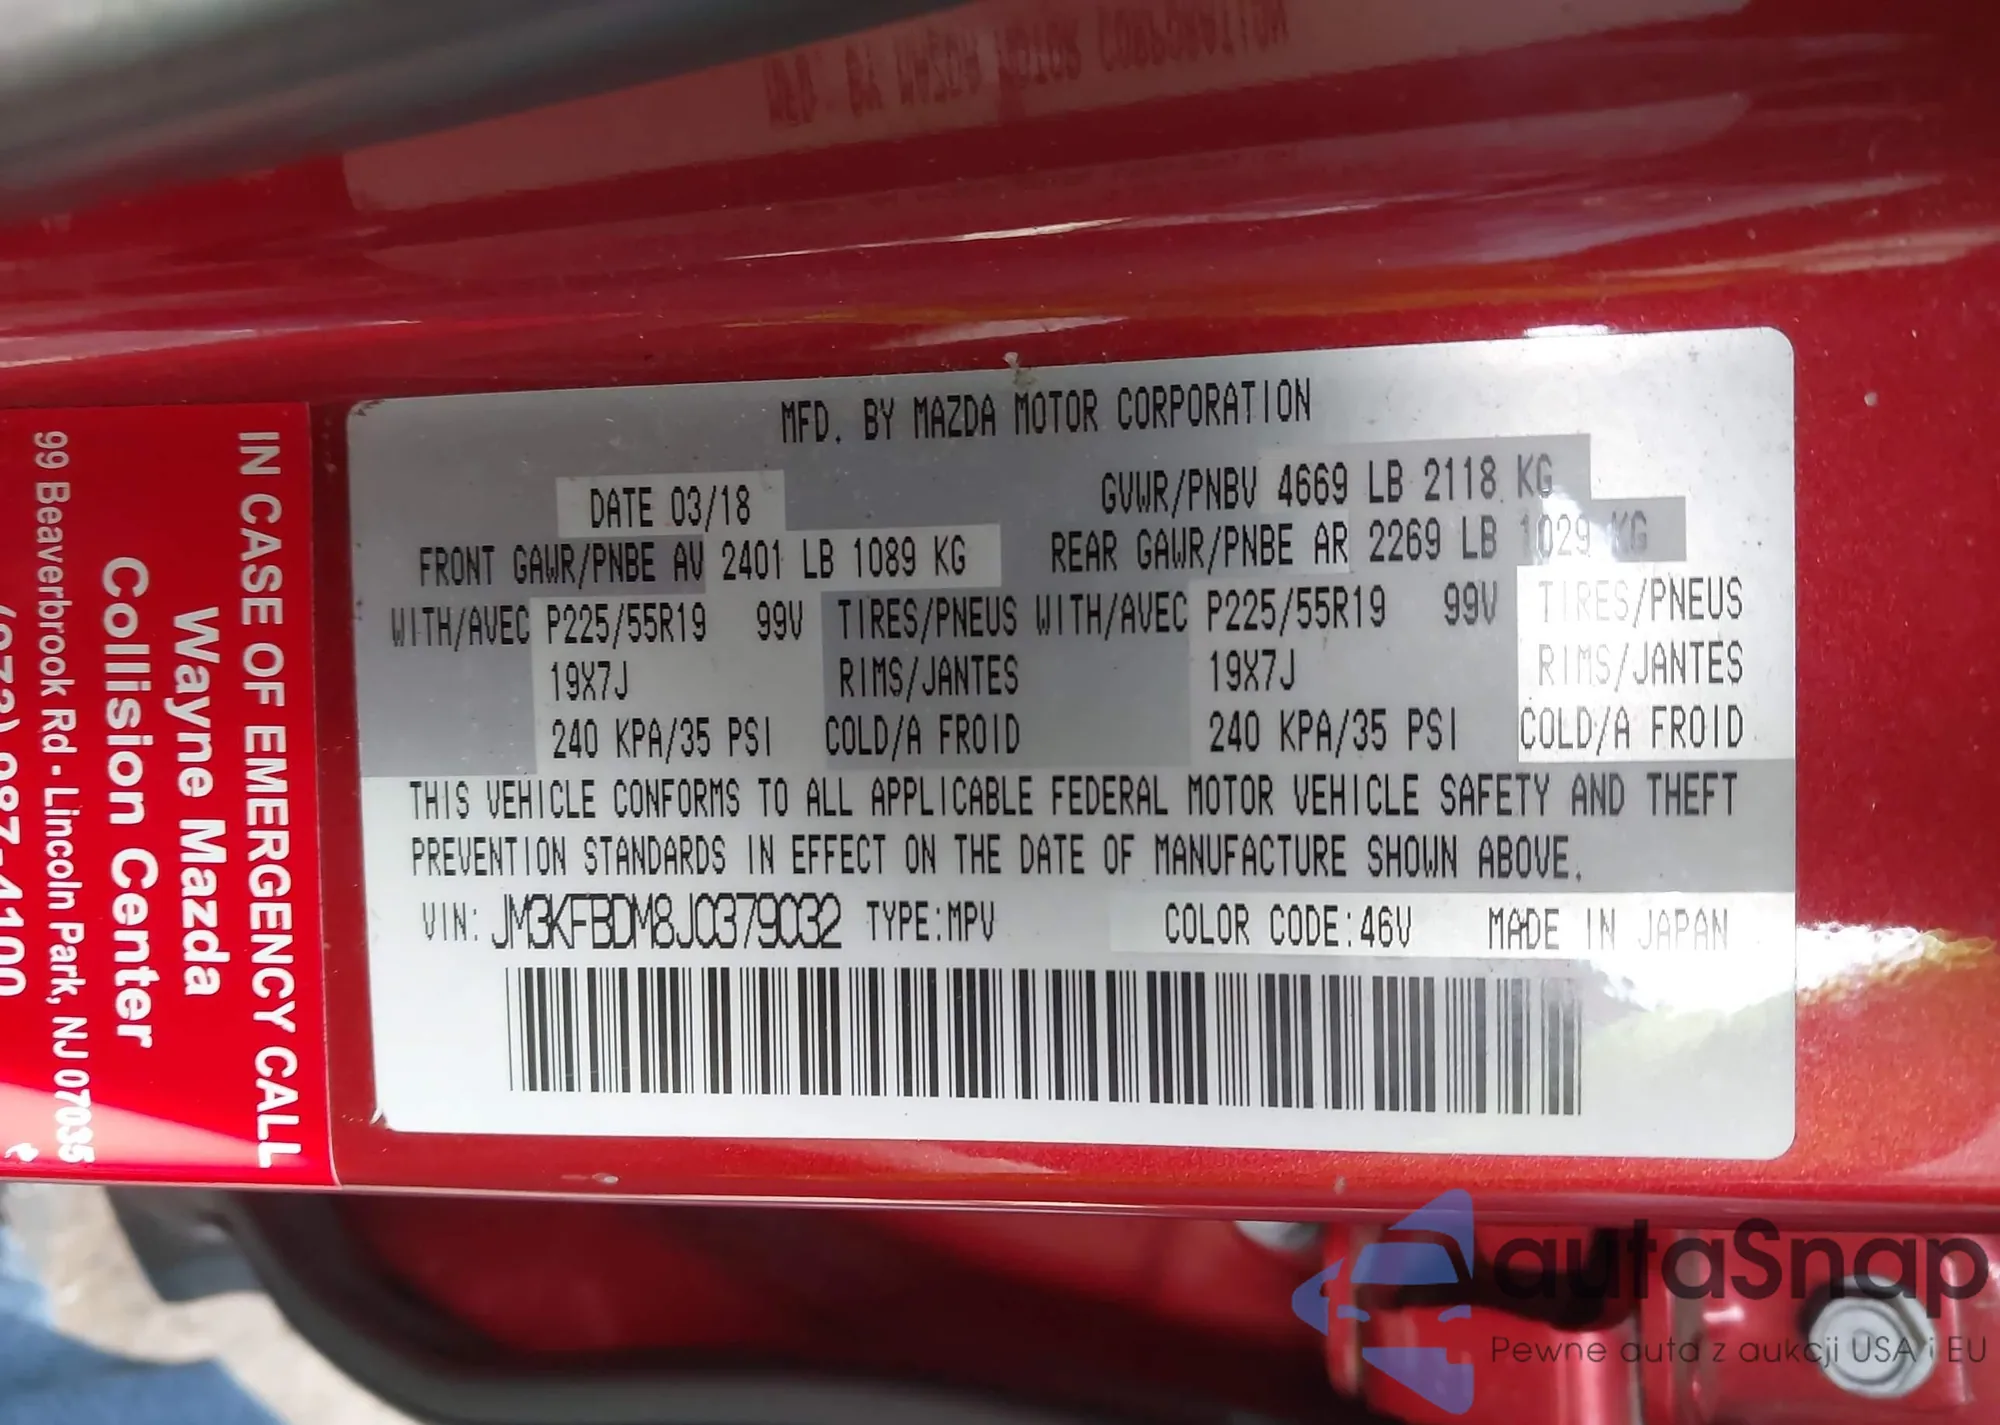 MFD. BY MAZDA MOTOR CORPORATION
DATE 03/18
GVWR/PNBV 4669 LB 2118 KG
FRONT GAWR/PNBE AV 2401 LB 1089 KG
REAR GAWR/PNBE AR 2269 LB 1029 KG
WITH/AVEC P225/55R19 99V TIRES/PNEUS WITH/AVEC P225/55R19 99V TIRES/PNEUS
19X7J RIMS/JANTES 19X7J RIMS/JANTES
240 KPA/35 PSI COLD/A FROID 240 KPA/35 PSI COLD/A FROID
THIS VEHICLE CONFORMS TO ALL APPLICABLE FEDERAL MOTOR VEHICLE SAFETY AND THEFT
PREVENTION STANDARDS IN EFFECT ON THE DATE OF MANUFACTURE SHOWN ABOVE.
VIN: JM3KFBDM8J0379032 TYPE:MPV COLOR CODE:46V MADE IN JAPAN
IN CASE OF EMERGENCY CALL
Wayne Mazda
Collision Center
99 Beaverbrook Rd - Lincoln Park, NJ 07035
autaSnap
Pewne auta z aukcji USA i EU